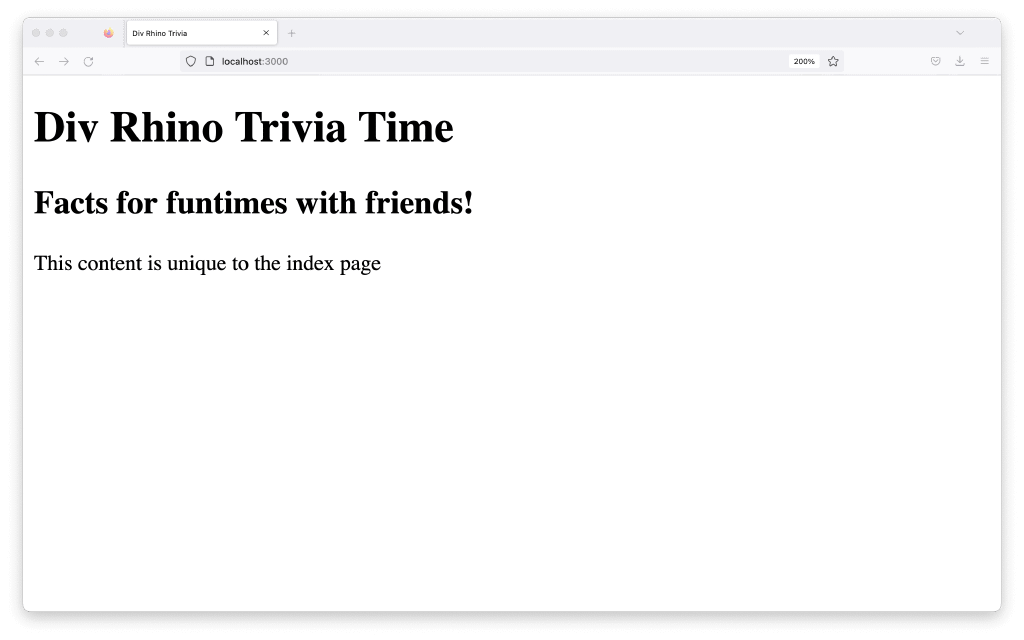 Div Rhino Trivia
localhost:3000
200%
Div Rhino Trivia Time
Facts for funtimes with friends!
This content is unique to the index page